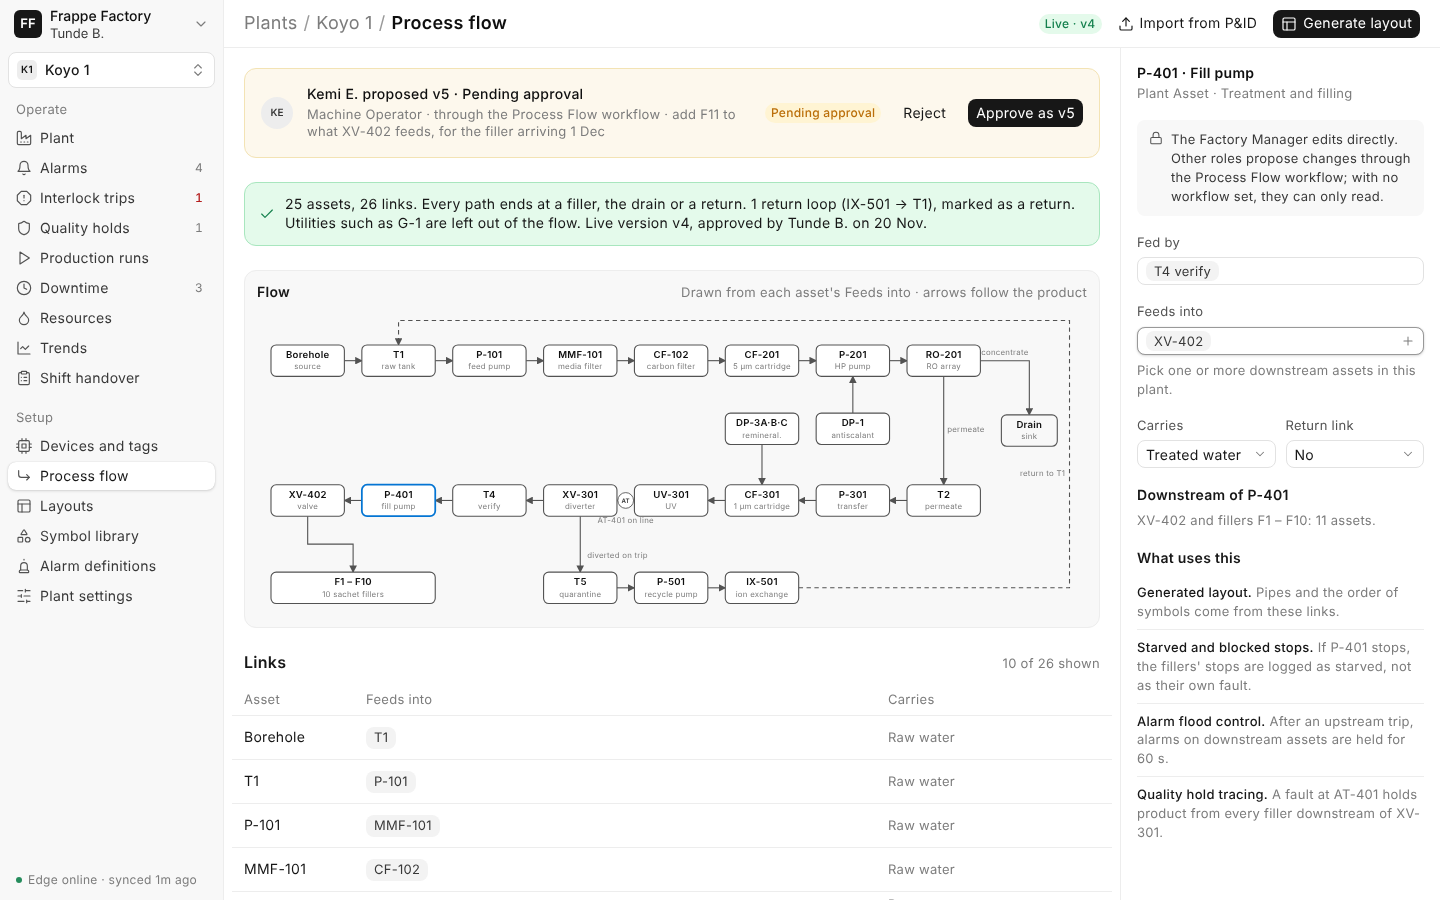 FF
Frappe Factory
Tunde B.
K1
Koyo 1
Operate
Plant
Alarms 4
Interlock trips 1
Quality holds 1
Production runs
Downtime 3
Resources
Trends
Shift handover
Setup
Devices and tags
Process flow
Layouts
Symbol library
Alarm definitions
Plant settings
Edge online · synced 1m ago
Plants / Koyo 1 / Process flow
Live · v4
Import from P&ID
Generate layout
KE
Kemi E. proposed v5 · Pending approval
Machine Operator · through the Process Flow workflow · add F11 to
what XV-402 feeds, for the filler arriving 1 Dec
Pending approval
Reject
Approve as v5
25 assets, 26 links. Every path ends at a filler, the drain or a return. 1 return loop (IX-501 → T1), marked as a return.
Utilities such as G-1 are left out of the flow. Live version v4, approved by Tunde B. on 20 Nov.
Flow
Drawn from each asset's Feeds into · arrows follow the product
Borehole
source
T1
raw tank
P-101
feed pump
MMF-101
media filter
CF-102
carbon filter
CF-201
5 µm cartridge
P-201
HP pump
RO-201
RO array
concentrate
DP-3A·B·C
remineral.
DP-1
antiscalant
permeate
Drain
sink
return to T1
XV-402
valve
P-401
fill pump
T4
verify
XV-301
diverter
AT
AT-401 on line
UV-301
UV
CF-301
1 µm cartridge
P-301
transfer
T2
permeate
diverted on trip
F1 – F10
10 sachet fillers
T5
quarantine
P-501
recycle pump
IX-501
ion exchange
Links
10 of 26 shown
Asset Feeds into Carries
Borehole T1 Raw water
T1 P-101 Raw water
P-101 MMF-101 Raw water
MMF-101 CF-102 Raw water
P-401 · Fill pump
Plant Asset · Treatment and filling
The Factory Manager edits directly.
Other roles propose changes through
the Process Flow workflow; with no
workflow set, they can only read.
Fed by
T4 verify
Feeds into
XV-402 +
Pick one or more downstream assets in this
plant.
Carries Return link
Treated water No
Downstream of P-401
XV-402 and fillers F1 – F10: 11 assets.
What uses this
Generated layout. Pipes and the order of
symbols come from these links.
Starved and blocked stops. If P-401 stops,
the fillers' stops are logged as starved, not
as their own fault.
Alarm flood control. After an upstream trip,
alarms on downstream assets are held for
60 s.
Quality hold tracing. A fault at AT-401 holds
product from every filler downstream of XV-
301.